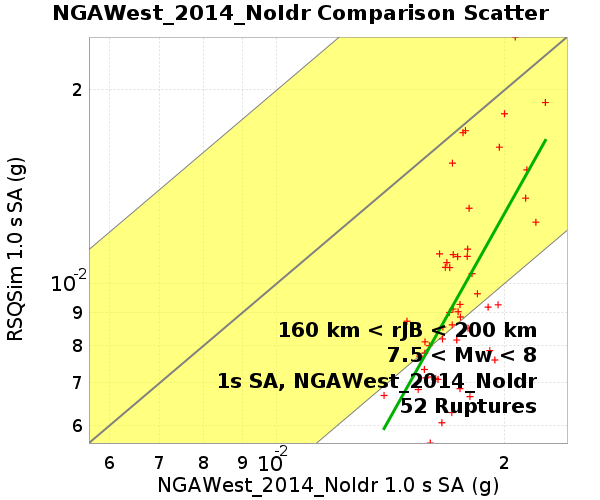 NGAWest_2014_NoIdr Comparison Scatter
RSQSim 1.0 s SA (g)
2
10-2
9
8
7
6
160 km < rJB < 200 km
7.5 < Mw < 8
1s SA, NGAWest_2014_NoIdr
52 Ruptures
6 7 8 9 10-2 2
NGAWest_2014_NoIdr 1.0 s SA (g)